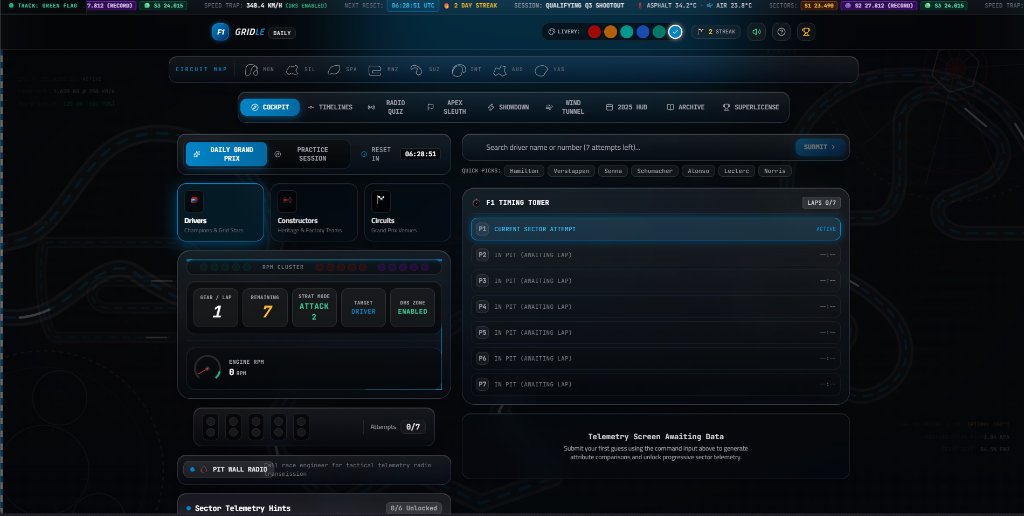 TRACK: GREEN FLAG
7.812 (RECORD)
S3 24.015
SPEED TRAP: 348.4 KM/H (DRS ENABLED)
NEXT RESET: 06:28:51 UTC
2 DAY STREAK
SESSION: QUALIFYING Q3 SHOOTOUT
ASPHALT 34.2°C · AIR 23.8°C
SECTORS: S1 23.490
S2 27.812 (RECORD)
S3 24.015
SPEED TRAP:
F1
GRIDLE
DAILY
LIVERY:
2 STREAK
CIRCUIT MAP
MON
SIL
SPA
MNZ
SUZ
INT
AUS
YAS
COCKPIT
TIMELINES
RADIO QUIZ
APEX SLEUTH
SHOWDOWN
WIND TUNNEL
2025 HUB
ARCHIVE
SUPERLICENSE
DAILY GRAND PRIX
PRACTICE SESSION
RESET IN
06:28:51
Search driver name or number (7 attempts left)...
SUBMIT
QUICK PICKS:
Hamilton
Verstappen
Senna
Schumacher
Alonso
Leclerc
Norris
Drivers
Champions & Grid Stars
Constructors
Heritage & Factory Teams
Circuits
Grand Prix Venues
F1 TIMING TOWER
LAPS 0/7
P1 CURRENT SECTOR ATTEMPT ACTIVE
P2 IN PIT (AWAITING LAP) --:--
P3 IN PIT (AWAITING LAP) --:--
P4 IN PIT (AWAITING LAP) --:--
P5 IN PIT (AWAITING LAP) --:--
P6 IN PIT (AWAITING LAP) --:--
P7 IN PIT (AWAITING LAP) --:--
RPM CLUSTER
GEAR / LAP
1
REMAINING
7
STRAT MODE
ATTACK 2
TARGET
DRIVER
DRS ZONE
ENABLED
ENGINE RPM
0 RPM
Attempts
0/7
Telemetry Screen Awaiting Data
Submit your first guess using the command input above to generate
attribute comparisons and unlock progressive sector telemetry.
PIT WALL RADIO
race engineer for tactical telemetry radio
Sector Telemetry Hints
0/6 Unlocked